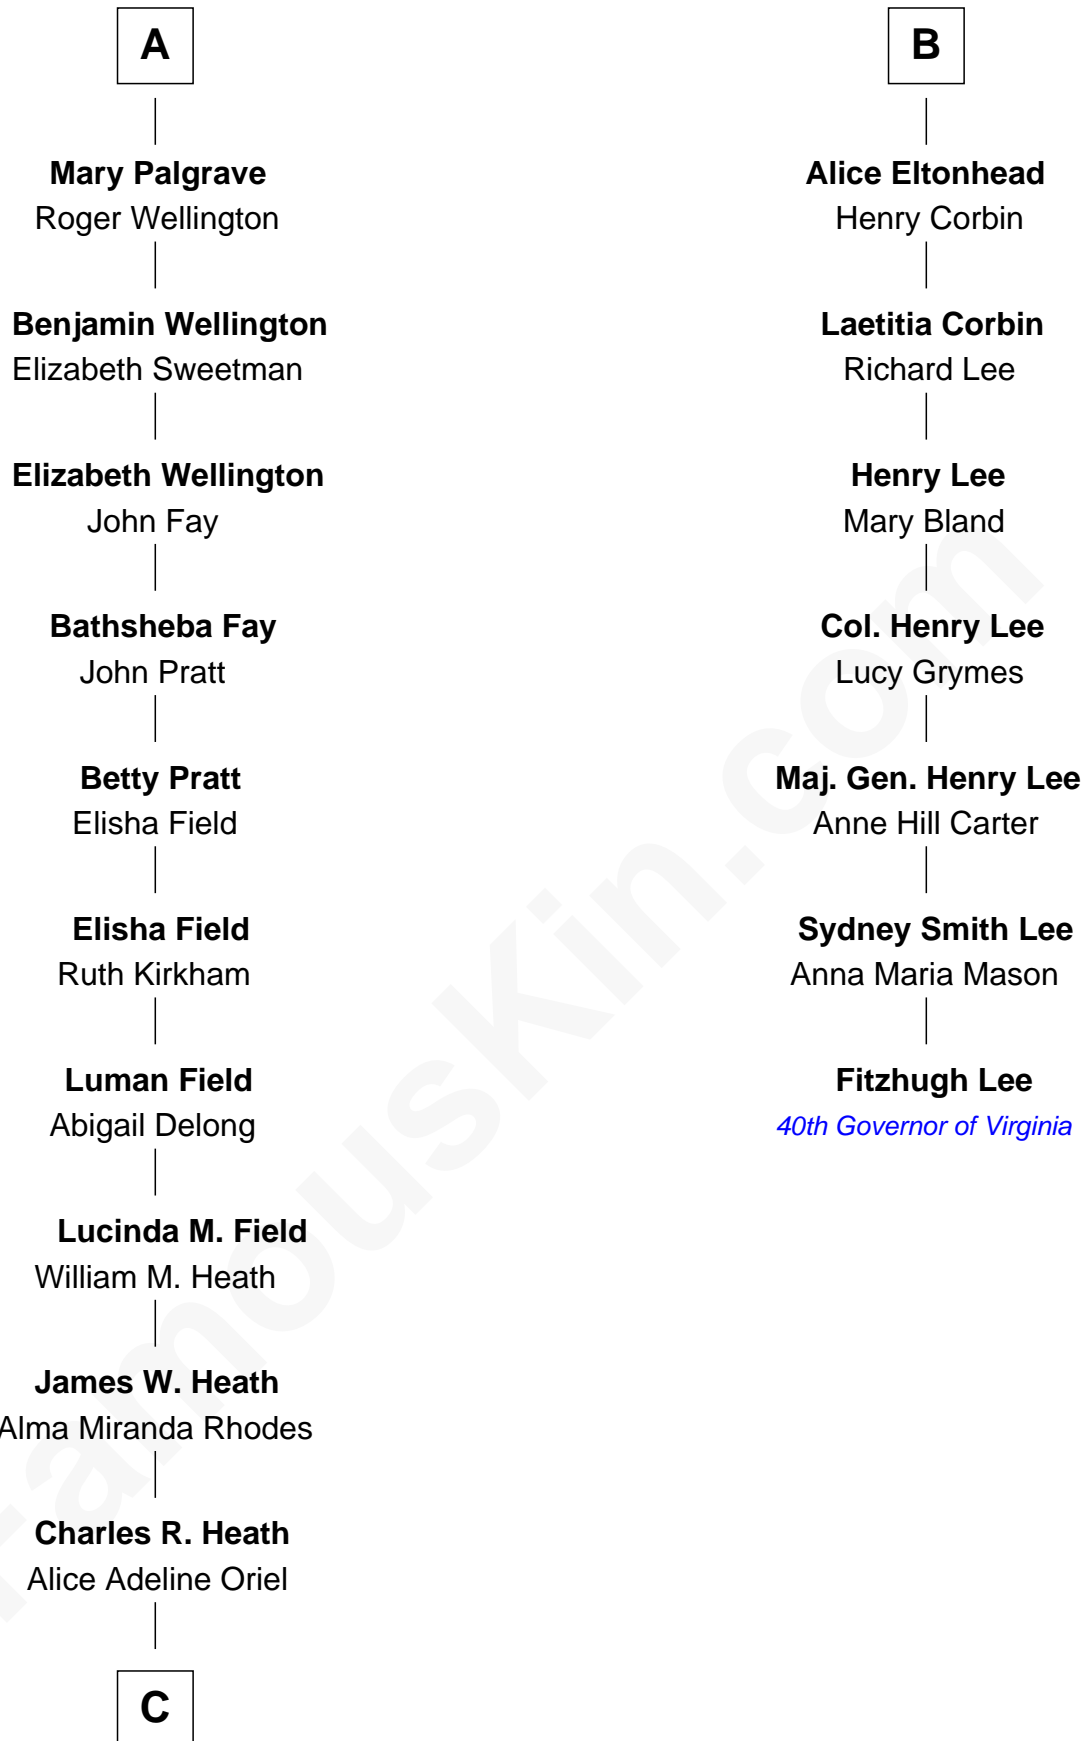 A
Mary Palgrave
Roger Wellington
Benjamin Wellington
Elizabeth Sweetman
Elizabeth Wellington
John Fay
Bathsheba Fay
John Pratt
Betty Pratt
Elisha Field
Elisha Field
Ruth Kirkham
Luman Field
Abigail Delong
Lucinda M. Field
William M. Heath
James W. Heath
Alma Miranda Rhodes
Charles R. Heath
Alice Adeline Oriel
C
B
Alice Eltonhead
Henry Corbin
Laetitia Corbin
Richard Lee
Henry Lee
Mary Bland
Col. Henry Lee
Lucy Grymes
Maj. Gen. Henry Lee
Anne Hill Carter
Sydney Smith Lee
Anna Maria Mason
Fitzhugh Lee
40th Governor of Virginia
FamousKin.com